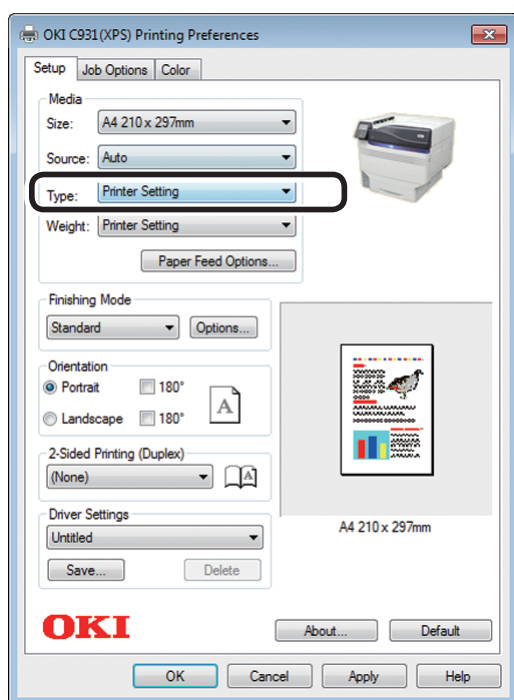 OKI C931(XPS) Printing Preferences
Setup Job Options Color
Media
Size: A4 210 x 297mm
Source: Auto
Type: Printer Setting
Weight: Printer Setting
Paper Feed Options...
Finishing Mode
Standard Options...
Orientation
Portrait 180°
Landscape 180°
A
2-Sided Printing (Duplex)
(None)
A
Driver Settings
Untitled
Save... Delete
A4 210 x 297mm
OKI
About... Default
OK Cancel Apply Help